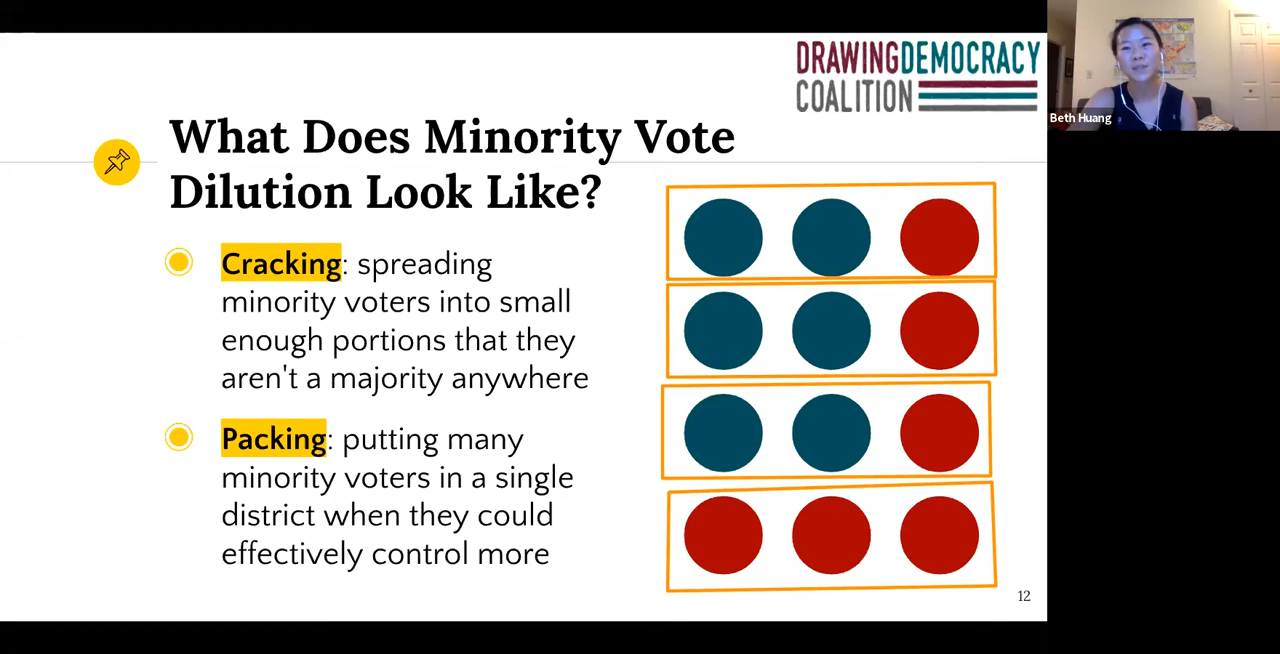 DRAWINGDEMOCRACY
COALITION
Beth Huang
What Does Minority Vote
Dilution Look Like?
Cracking: spreading
minority voters into small
enough portions that they
aren't a majority anywhere
Packing: putting many
minority voters in a single
district when they could
effectively control more
12